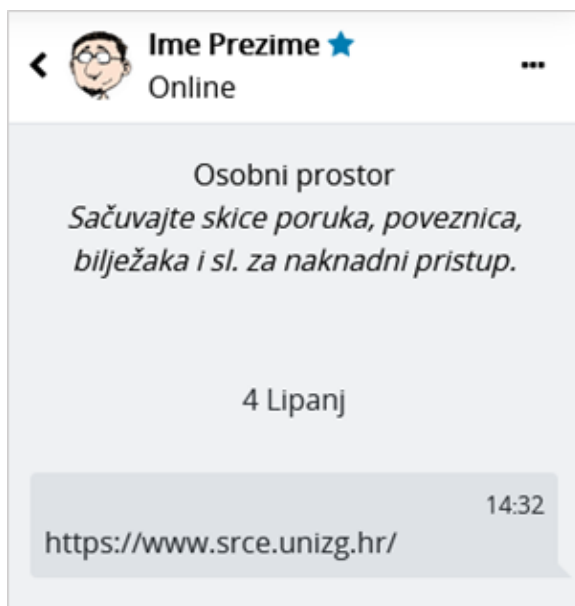 Ime Prezime
Online
Osobni prostor
Sačuvajte skice poruka, poveznica,
bilježaka i sl. za naknadni pristup.
4 Lipanj
14:32
https://www.srce.unizg.hr/